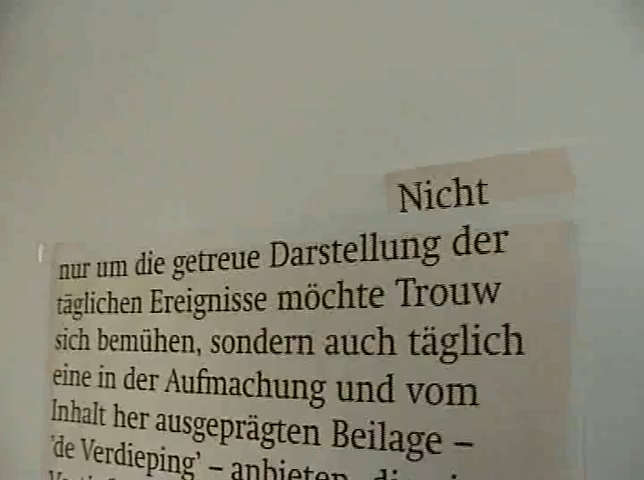 Nicht
nur um die getreue Darstellung der
täglichen Ereignisse möchte Trouw
sich bemühen, sondern auch täglich
eine in der Aufmachung und vom
Inhalt her ausgeprägten Beilage –
'de Verdieping' – anbieten